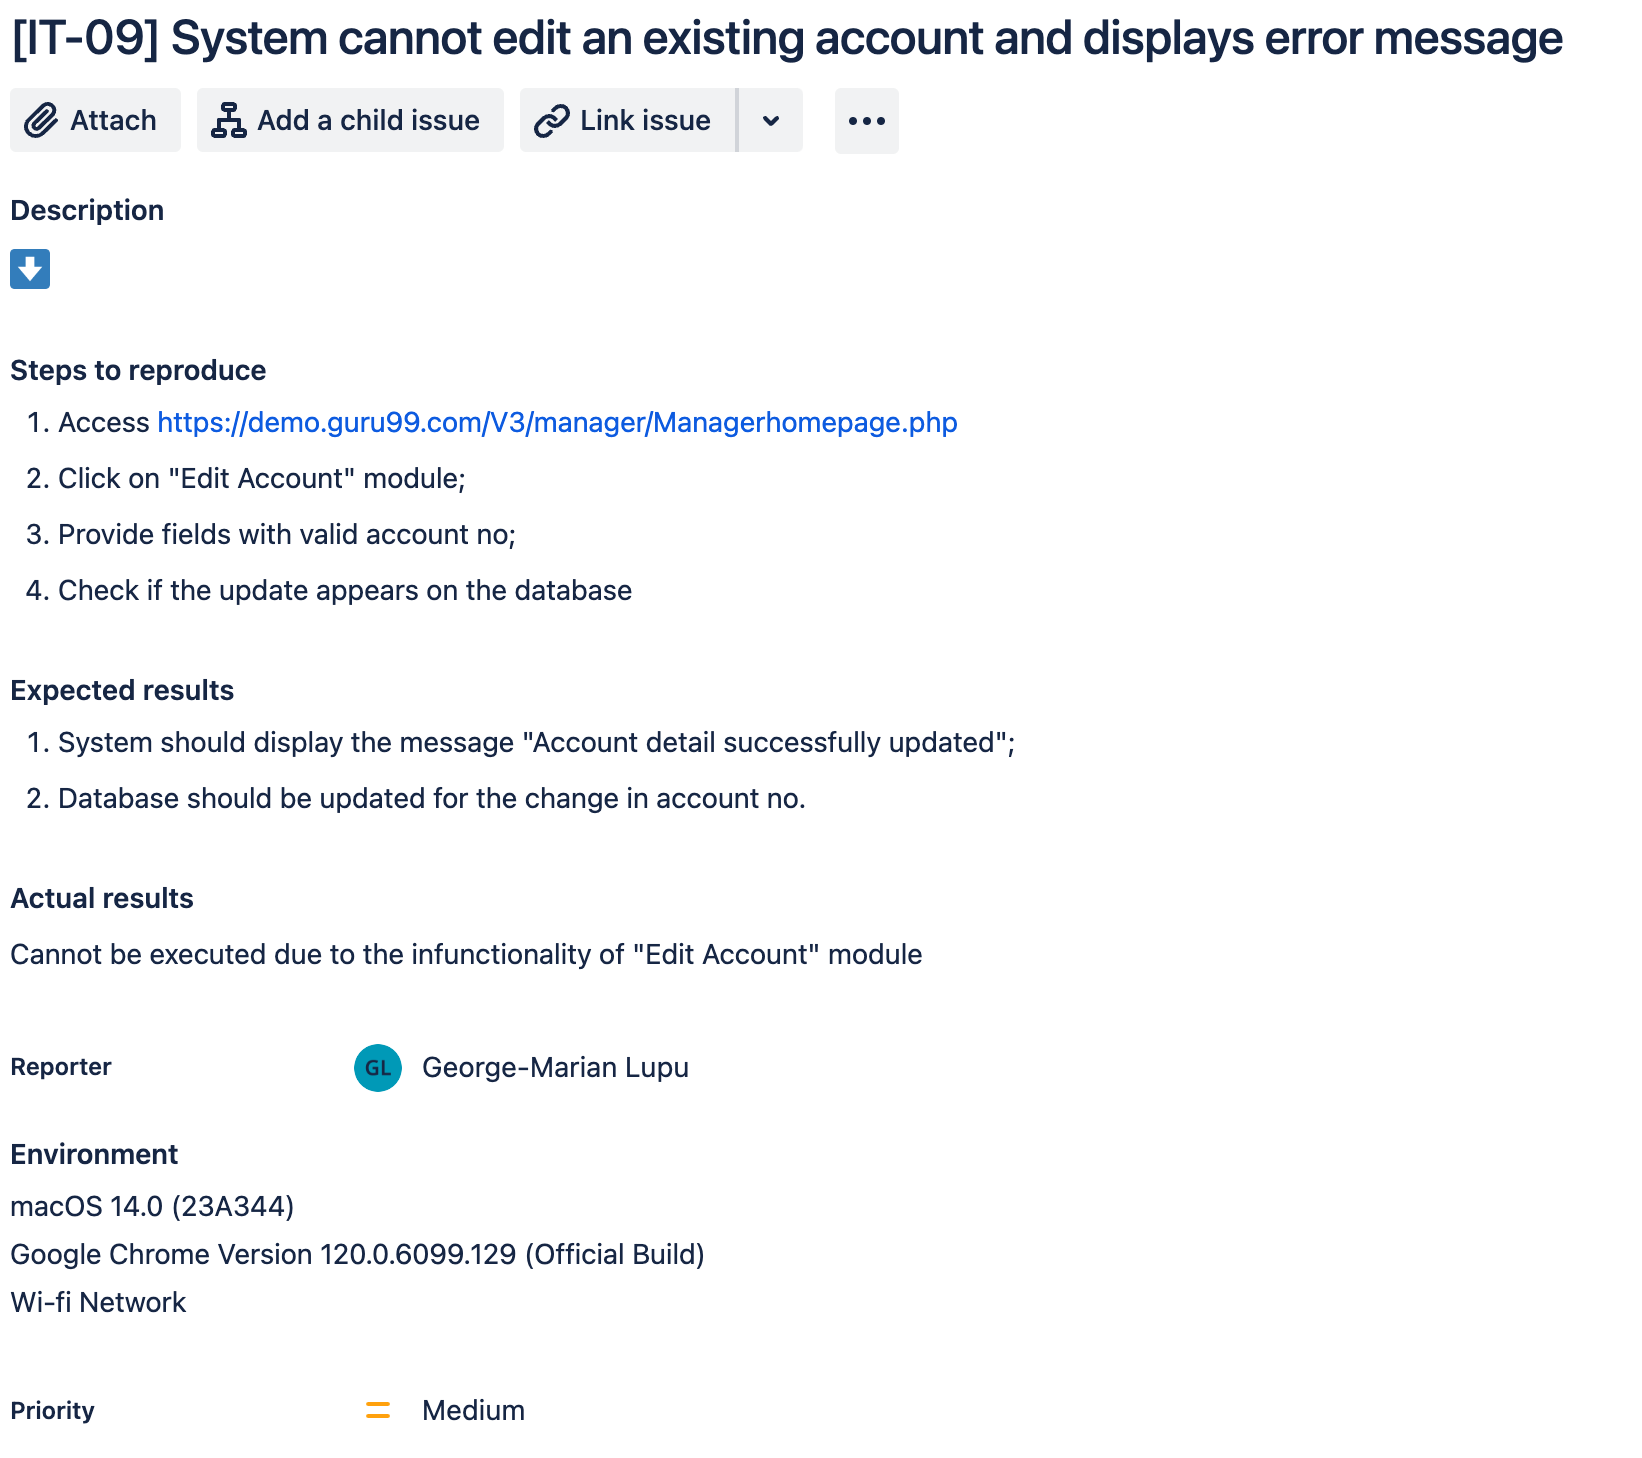 [IT-09] System cannot edit an existing account and displays error message
Attach
Add a child issue
Link issue
Description
Steps to reproduce
1. Access https://demo.guru99.com/V3/manager/Managerhomepage.php
2. Click on "Edit Account" module;
3. Provide fields with valid account no;
4. Check if the update appears on the database
Expected results
1. System should display the message "Account detail successfully updated";
2. Database should be updated for the change in account no.
Actual results
Cannot be executed due to the infunctionality of "Edit Account" module
Reporter GL George-Marian Lupu
Environment
macOS 14.0 (23A344)
Google Chrome Version 120.0.6099.129 (Official Build)
Wi-fi Network
Priority Medium